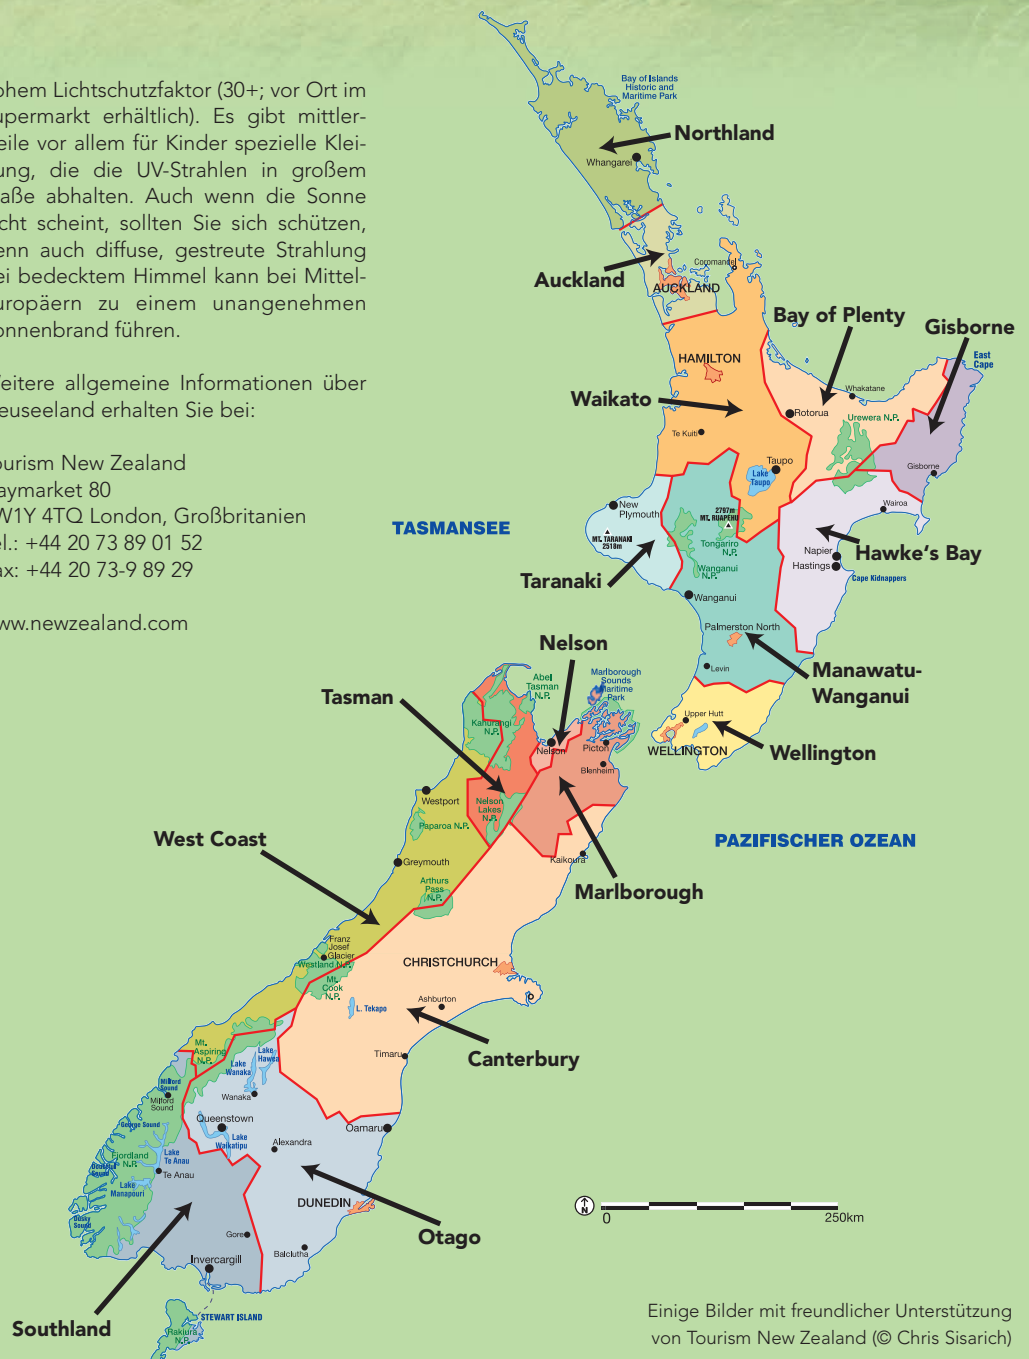 ohem Lichtschutzfaktor (30+; vor Ort im
upermarkt erhältlich). Es gibt mittler-
eile vor allem für Kinder spezielle Klei-
ung, die die UV-Strahlen in großem
aße abhalten. Auch wenn die Sonne
cht scheint, sollten Sie sich schützen,
enn auch diffuse, gestreute Strahlung
ei bedecktem Himmel kann bei Mittel-
uropäern zu einem unangenehmen
onnenbrand führen.
eitere allgemeine Informationen über
euseeland erhalten Sie bei:
ourism New Zealand
aymarket 80
W1Y 4TQ London, Großbritanien
el.: +44 20 73 89 01 52
ax: +44 20 73-9 89 29
ww.newzealand.com
Bay of Islands
Historic and
Maritime Park
Northland
Whangarei
Auckland
Coromandel
AUCKLAND
Bay of Plenty
Gisborne
HAMILTON
East
Cape
Waikato
Whakatane
Rotorua
Urewera N.P.
Te Kuiti
Taupo
Lake
Taupo
Gisborne
New
Plymouth
2797m
MT. RUAPEHU
Wairoa
TASMANSEE
MT. TARANAKI
2518m
Tongariro
N.P.
Napier
Hawke's Bay
Hastings
Cape Kidnappers
Taranaki
Wanganui
N.P.
Wanganui
Palmerston North
Nelson
Levin
Manawatu-
Wanganui
Tasman
Abel
Tasman
N.P.
Marlborough
Sounds
Maritime
Park
Kahurangi
N.P.
Upper Hutt
Nelson
Picton
WELLINGTON
Wellington
Blenheim
Westport
Nelson
Lakes
N.P.
Paparoa N.P.
West Coast
PAZIFISCHER OZEAN
Greymouth
Kaikoura
Arthurs
Pass
N.P.
Marlborough
Franz
Josef
Glacier
Westland N.P.
CHRISTCHURCH
Mt.
Cook
N.P.
L. Tekapo
Ashburton
Canterbury
Timaru
Mt.
Aspiring
N.P.
Lake
Wanaka
Lake
Hawea
Milford
Sound
Milford
Sound
Wanaka
Queenstown
Oamaru
George Sound
Lake
Wakatipu
Alexandra
Fjordland
N.P.
Lake
Te Anau
Doubtful
Sound
Te Anau
Lake
Manapouri
DUNEDIN
Dusky
Sound
Otago
Gore
Balclutha
Invercargill
N
0
250km
Southland
STEWART ISLAND
Rakiura
N.P.
Einige Bilder mit freundlicher Unterstützung
von Tourism New Zealand (© Chris Sisarich)